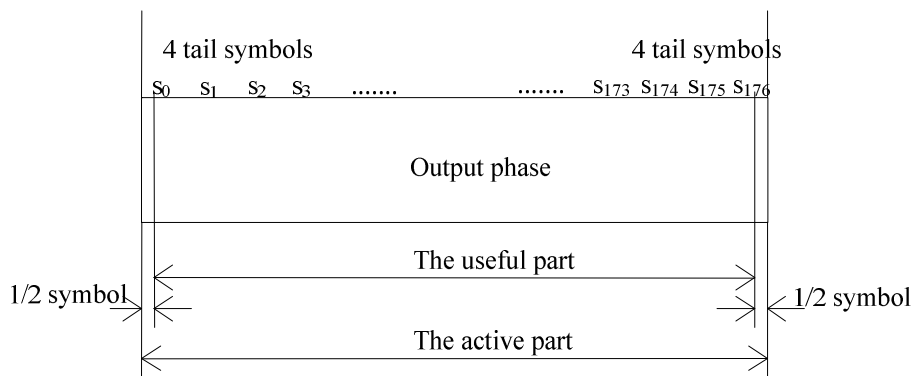 4 tail symbols 4 tail symbols
s0 s1 s2 s3 ....... ....... s173 s174 s175 s176
Output phase
The useful part
1/2 symbol 1/2 symbol
The active part